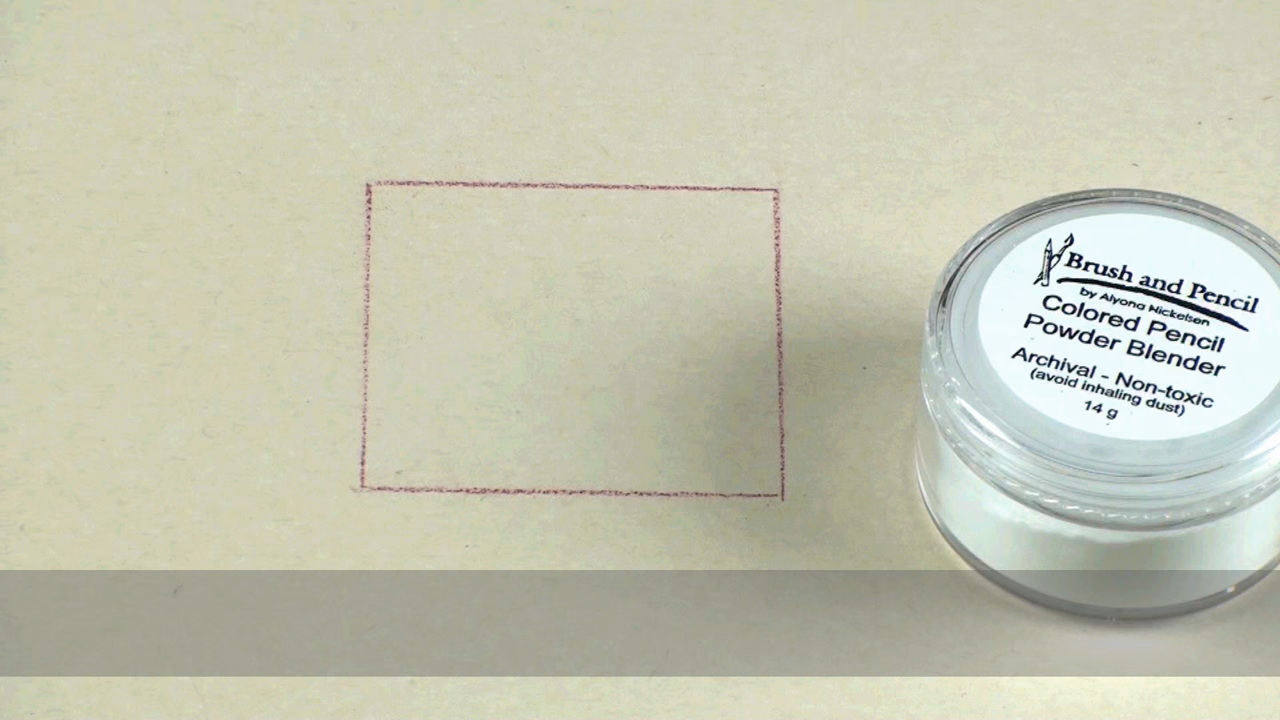 Brush and Pencil
by Alyona Nickelsen
Colored Pencil
Powder Blender
Archival - Non-toxic
(avoid inhaling dust)
14 g